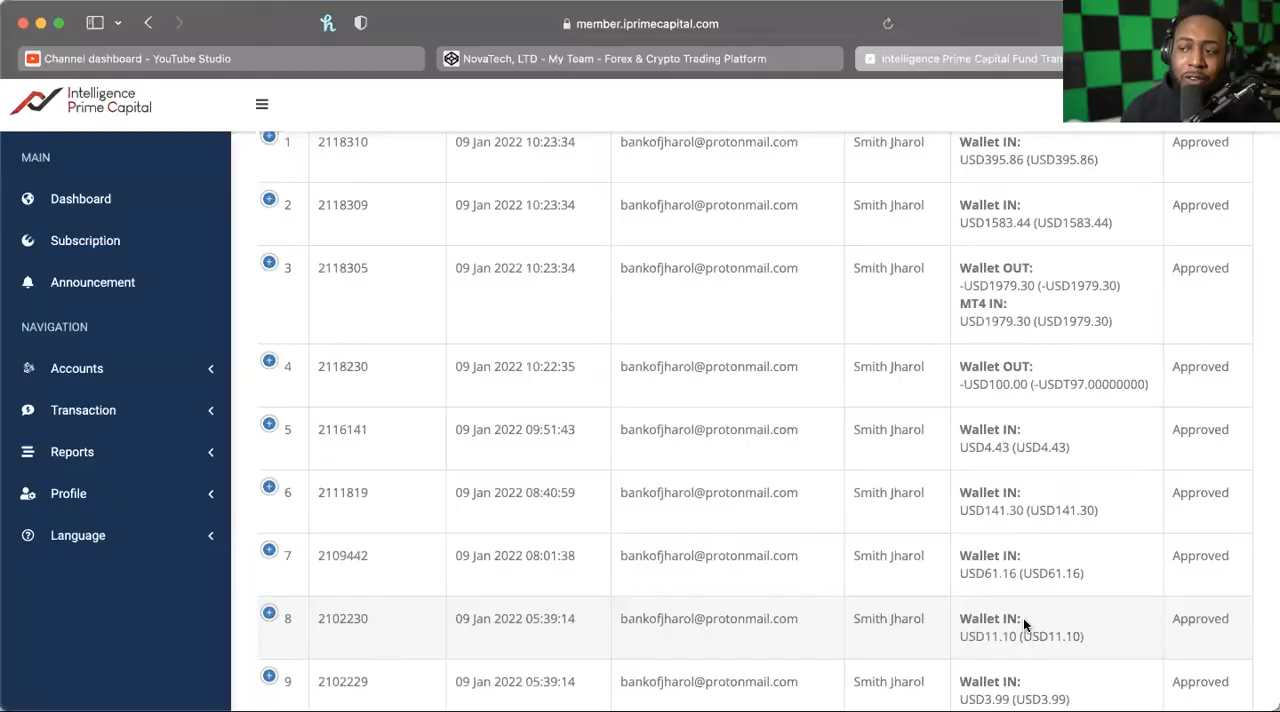 member.iprimecapital.com
Channel dashboard - YouTube Studio
NovaTech, LTD - My Team - Forex & Crypto Trading Platform
Intelligence Prime Capital Fund Tran
Intelligence
Prime Capital
MAIN
Dashboard
Subscription
Announcement
NAVIGATION
Accounts
Transaction
Reports
Profile
Language
1 2118310 09 Jan 2022 10:23:34 bankofjharol@protonmail.com Smith Jharol Wallet IN: Approved
USD395.86 (USD395.86)
2 2118309 09 Jan 2022 10:23:34 bankofjharol@protonmail.com Smith Jharol Wallet IN: Approved
USD1583.44 (USD1583.44)
3 2118305 09 Jan 2022 10:23:34 bankofjharol@protonmail.com Smith Jharol Wallet OUT: Approved
-USD1979.30 (-USD1979.30)
MT4 IN:
USD1979.30 (USD1979.30)
4 2118230 09 Jan 2022 10:22:35 bankofjharol@protonmail.com Smith Jharol Wallet OUT: Approved
-USD100.00 (-USDT97.00000000)
5 2116141 09 Jan 2022 09:51:43 bankofjharol@protonmail.com Smith Jharol Wallet IN: Approved
USD4.43 (USD4.43)
6 2111819 09 Jan 2022 08:40:59 bankofjharol@protonmail.com Smith Jharol Wallet IN: Approved
USD141.30 (USD141.30)
7 2109442 09 Jan 2022 08:01:38 bankofjharol@protonmail.com Smith Jharol Wallet IN: Approved
USD61.16 (USD61.16)
8 2102230 09 Jan 2022 05:39:14 bankofjharol@protonmail.com Smith Jharol Wallet IN: Approved
USD11.10 (USD11.10)
9 2102229 09 Jan 2022 05:39:14 bankofjharol@protonmail.com Smith Jharol Wallet IN: Approved
USD3.99 (USD3.99)